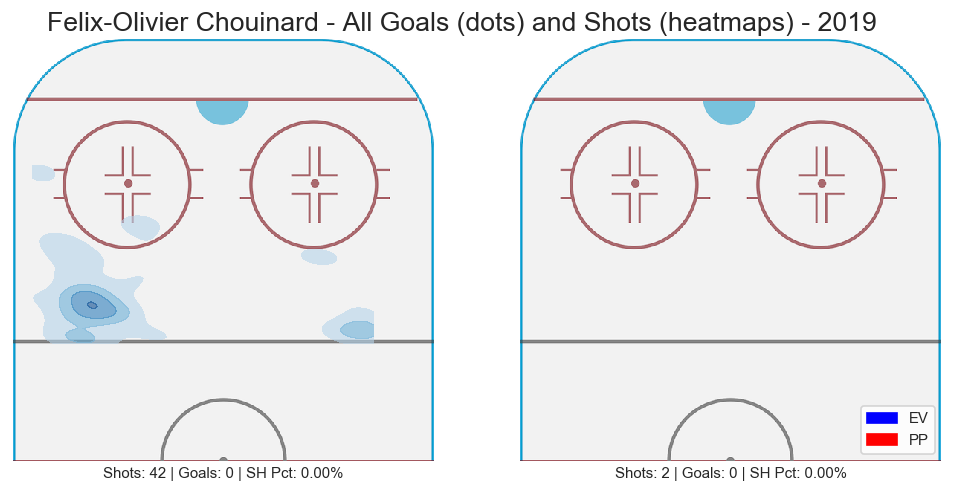 Felix-Olivier Chouinard - All Goals (dots) and Shots (heatmaps) - 2019
EV
PP
Shots: 42 | Goals: 0 | SH Pct: 0.00%
Shots: 2 | Goals: 0 | SH Pct: 0.00%